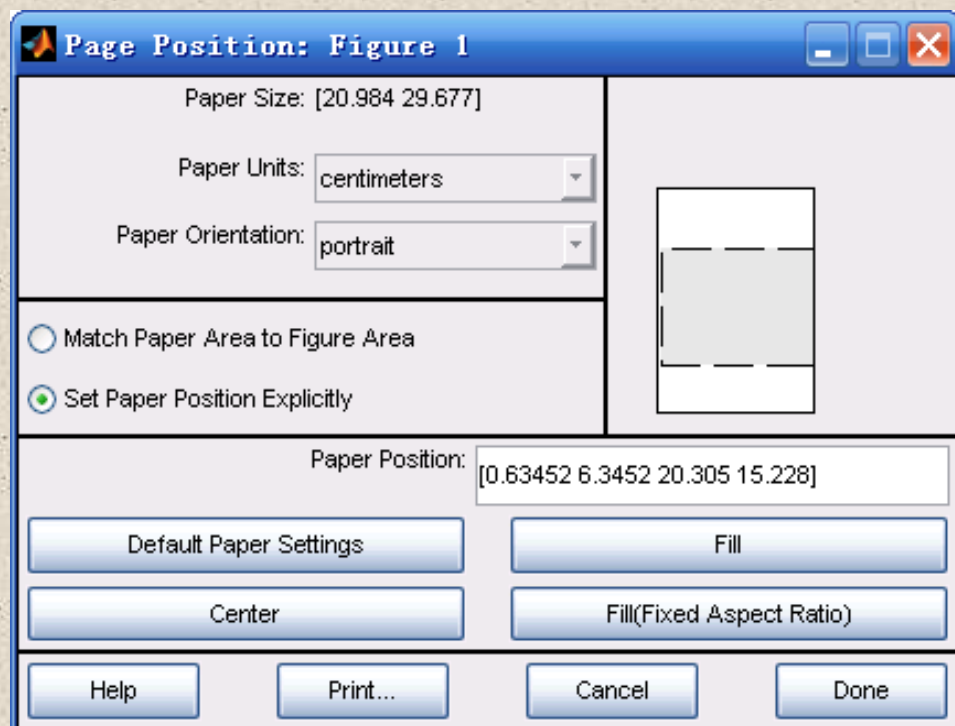 Page Position: Figure 1
Paper Size: [20.984 29.677]
Paper Units: centimeters
Paper Orientation: portrait
Match Paper Area to Figure Area
Set Paper Position Explicitly
Paper Position: [0.63452 6.3452 20.305 15.228]
Default Paper Settings Fill
Center Fill(Fixed Aspect Ratio)
Help Print... Cancel Done